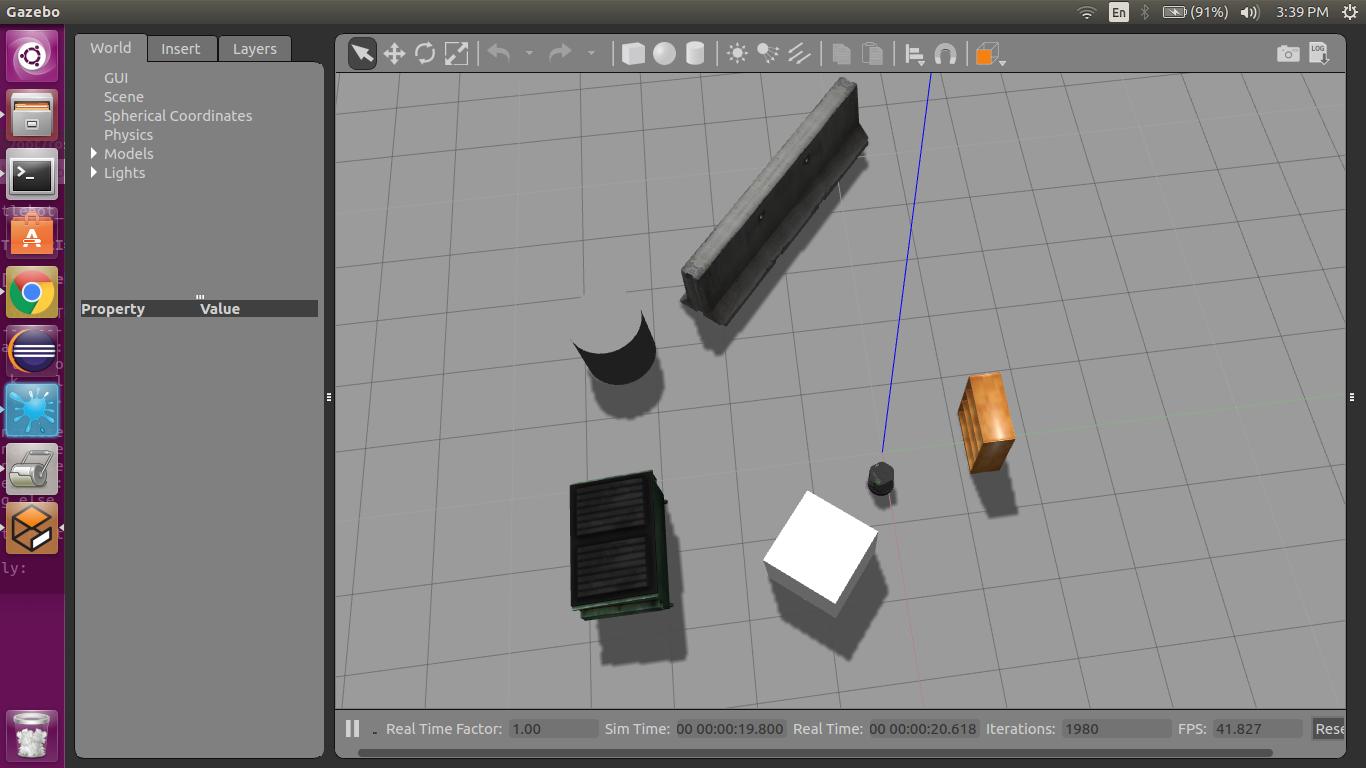 Gazebo
En
(91%)
3:39 PM
World
Insert
Layers
GUI
Scene
Spherical Coordinates
Physics
Models
Lights
Property Value
LOG
Real Time Factor: 1.00 Sim Time: 00 00:00:19.800 Real Time: 00 00:00:20.618 Iterations: 1980 FPS: 41.827 Rese
ly: